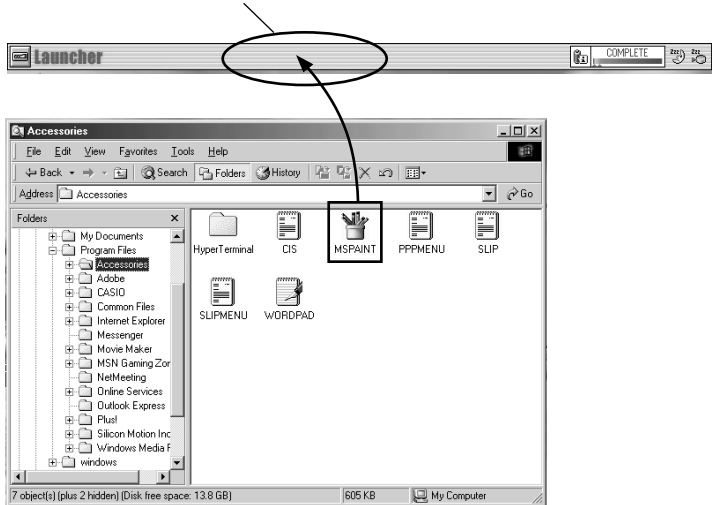 Launcher
COMPLETE
Accessories
File Edit View Favorites Tools Help
Back Search Folders History
Address Accessories Go
Folders
My Documents
Program Files
Accessories
Adobe
CASIO
Common Files
Internet Explorer
Messenger
Movie Maker
MSN Gaming Zor
NetMeeting
Online Services
Outlook Express
Plus!
Silicon Motion Inc
Windows Media F
windows
HyperTerminal CIS MSPAINT PPPMENU SLIP
SLIPMENU WORDPAD
7 object(s) (plus 2 hidden) (Disk free space: 13.8 GB) 605 KB My Computer